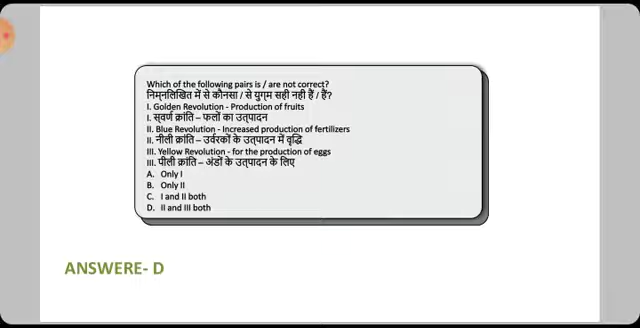 Which of the following pairs is / are not correct?
निम्नलिखित में से कौनसा / से युग्म सही नही हैं / हैं?
I. Golden Revolution - Production of fruits
I. स्वर्ण क्रांति – फलों का उत्पादन
II. Blue Revolution - Increased production of fertilizers
II. नीली क्रांति – उर्वरकों के उत्पादन में वृद्धि
III. Yellow Revolution - for the production of eggs
III. पीली क्रांति – अंडों के उत्पादन के लिए
A. Only I
B. Only II
C. I and II both
D. II and III both
ANSWERE- D